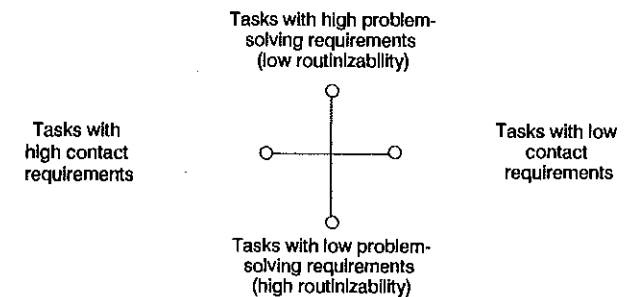 Tasks with high problem-
solving requirements
(low routinizability)
Tasks with
high contact
requirements
Tasks with low
contact
requirements
Tasks with low problem-
solving requirements
(high routinizability)